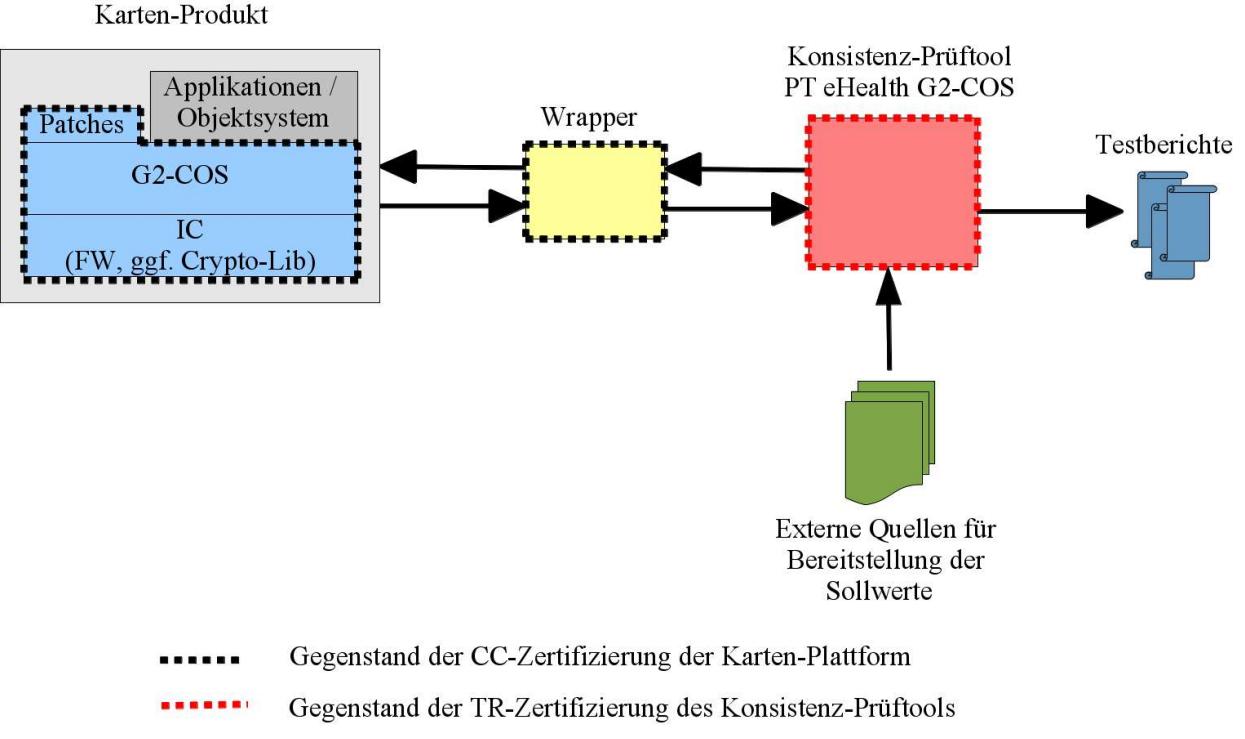 Karten-Produkt
Applikationen /
Objektsystem
Patches
G2-COS
IC
(FW, ggf. Crypto-Lib)
Wrapper
Konsistenz-Prüftool
PT eHealth G2-COS
Testberichte
Externe Quellen für
Bereitstellung der
Sollwerte
Gegenstand der CC-Zertifizierung der Karten-Plattform
Gegenstand der TR-Zertifizierung des Konsistenz-Prüftools